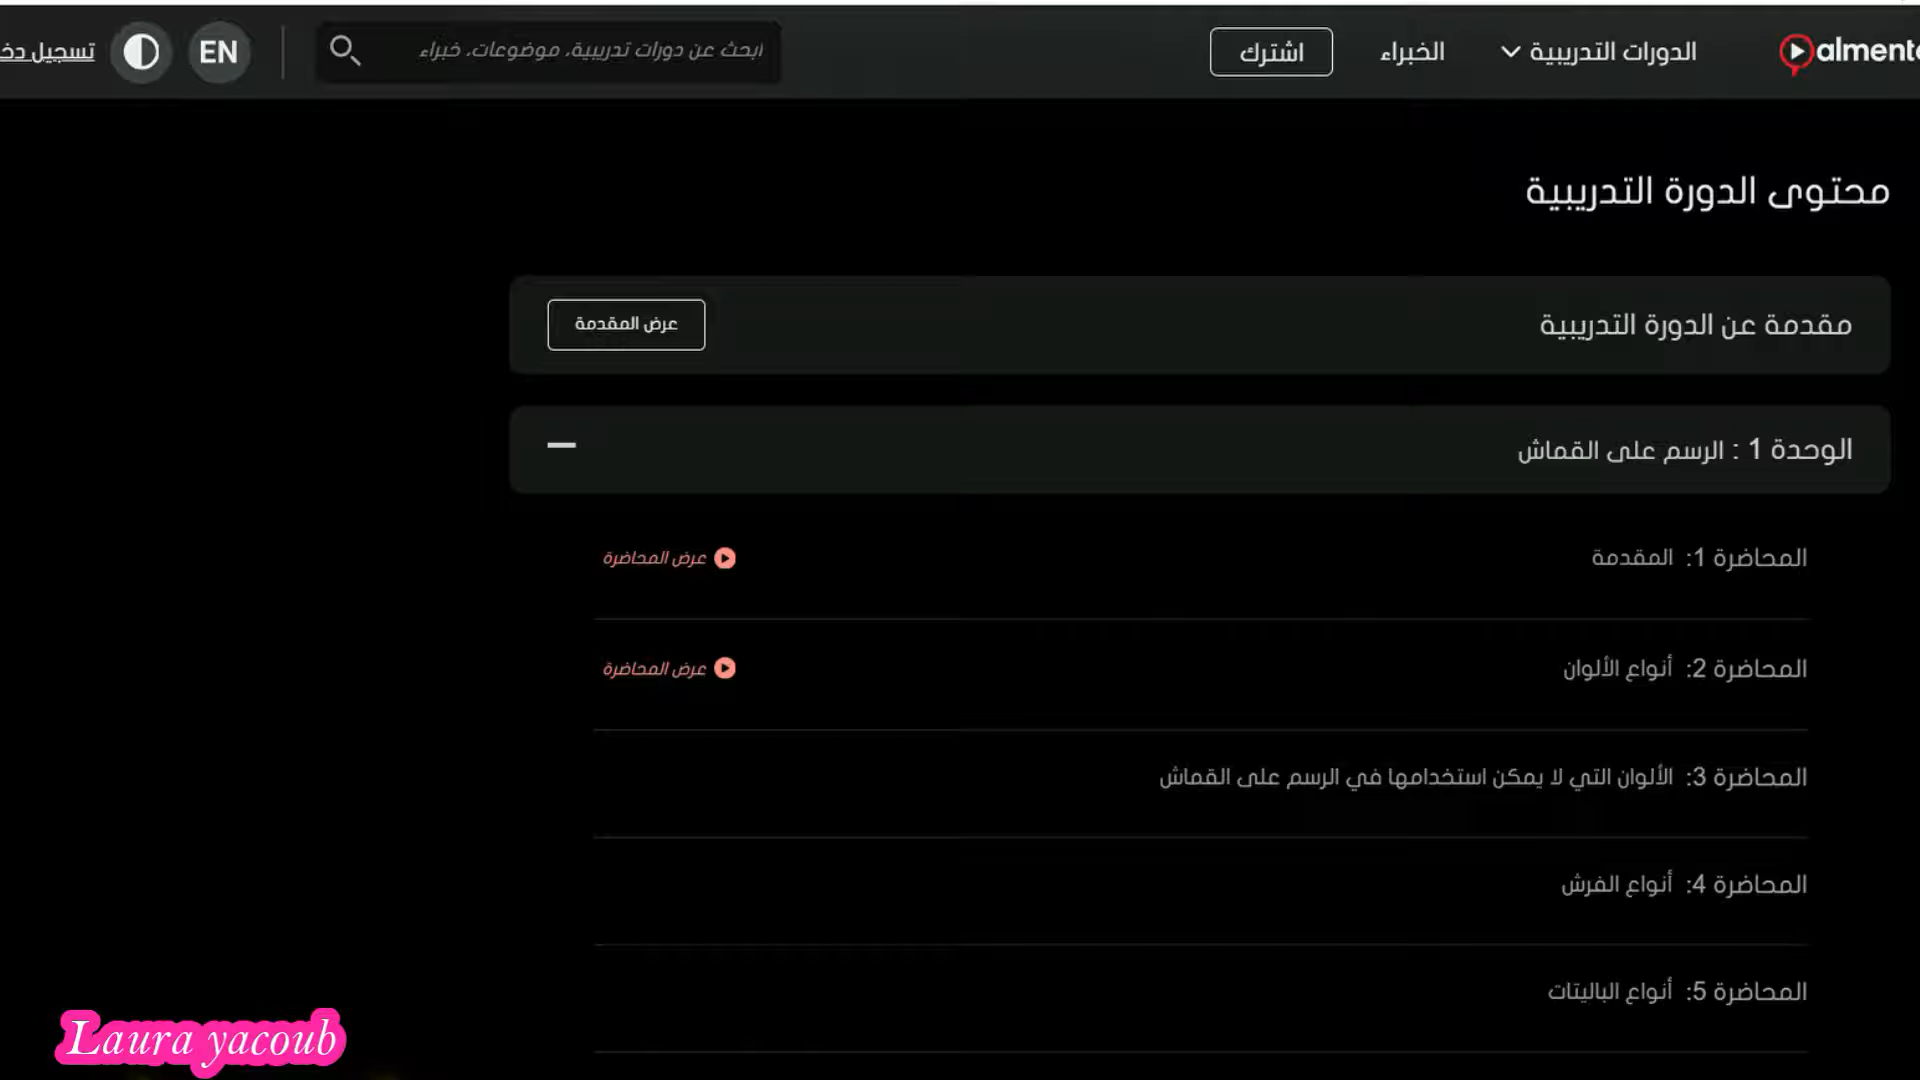 almente
الدورات التدريبية
الخبراء
اشترك
ابحث عن دورات تدريبية، موضوعات، خبراء
EN
تسجيل دخ
محتوى الدورة التدريبية
مقدمة عن الدورة التدريبية
عرض المقدمة
الوحدة 1 : الرسم على القماش
المحاضرة 1: المقدمة
عرض المحاضرة
المحاضرة 2: أنواع الألوان
عرض المحاضرة
المحاضرة 3: الألوان التي لا يمكن استخدامها في الرسم على القماش
المحاضرة 4: أنواع الفرش
المحاضرة 5: أنواع الباليتات
Laura yacoub